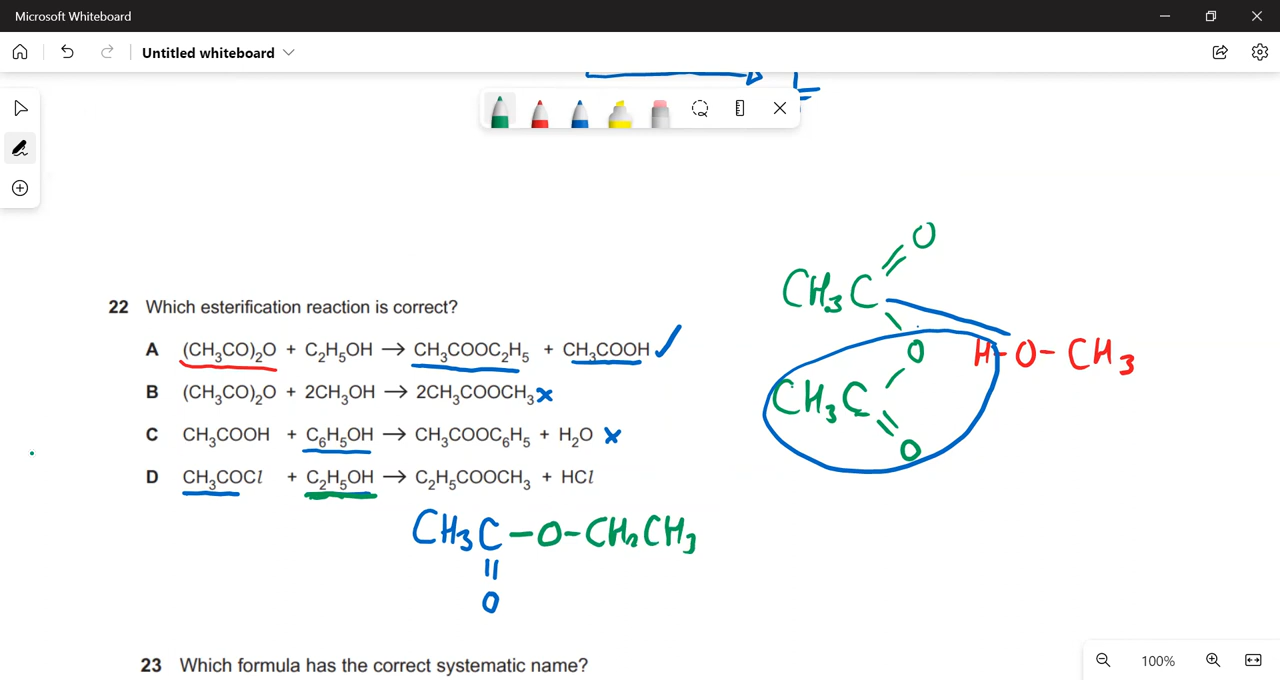 Microsoft Whiteboard
Untitled whiteboard
22 Which esterification reaction is correct?
A (CH₃CO)₂O + C₂H₅OH → CH₃COOC₂H₅ + CH₃COOH ✓
B (CH₃CO)₂O + 2CH₃OH → 2CH₃COOCH₃ x
C CH₃COOH + C₆H₅OH → CH₃COOC₆H₅ + H₂O x
D CH₃COCl + C₂H₅OH → C₂H₅COOCH₃ + HCl
CH₃C-O-CH₂CH₃
O
O
CH₃C
O H-O-CH₃
CH₃C
O
23 Which formula has the correct systematic name?
100%